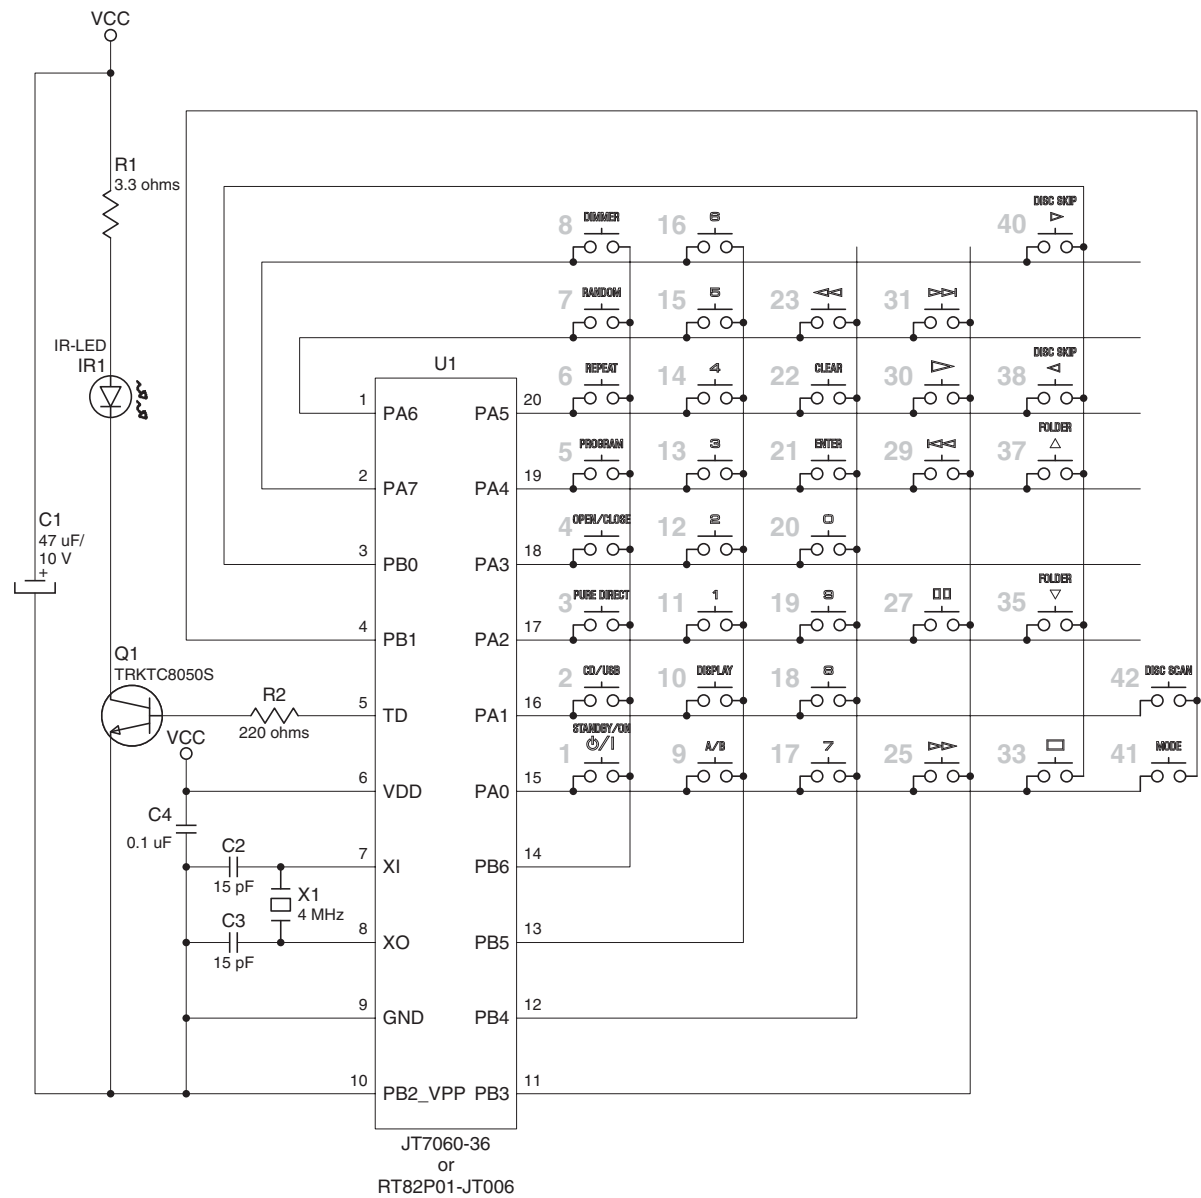 VCC
R1
3.3 ohms
8 DIMMER
16 6
40 DISC SKIP
7 RANDOM
15 5
23
31
IR-LED
IR1
U1
6 REPEAT
14 4
22 CLEAR
30
38 DISC SKIP
1 PA6
PA5 20
5 PROGRAM
13 3
21 ENTER
29
37 FOLDER
2 PA7
PA4 19
C1
47 uF/
10 V
+
4 OPEN/CLOSE
12 2
20 0
3 PB0
PA3 18
3 PURE DIRECT
11 1
19 9
27
35 FOLDER
4 PB1
PA2 17
Q1
TRKTC8050S
2 CD/USB
10 DISPLAY
18 8
42 DISC SCAN
R2
220 ohms
5 TD
PA1 16
VCC
1 STANDBY/ON
⏻/I
9 A/B
17 7
25
33
41 MODE
6 VDD
PA0 15
C4
0.1 uF
C2
15 pF
7 XI
PB6 14
X1
4 MHz
C3
15 pF
8 XO
PB5 13
9 GND
PB4 12
10 PB2_VPP
PB3 11
JT7060-36
or
RT82P01-JT006